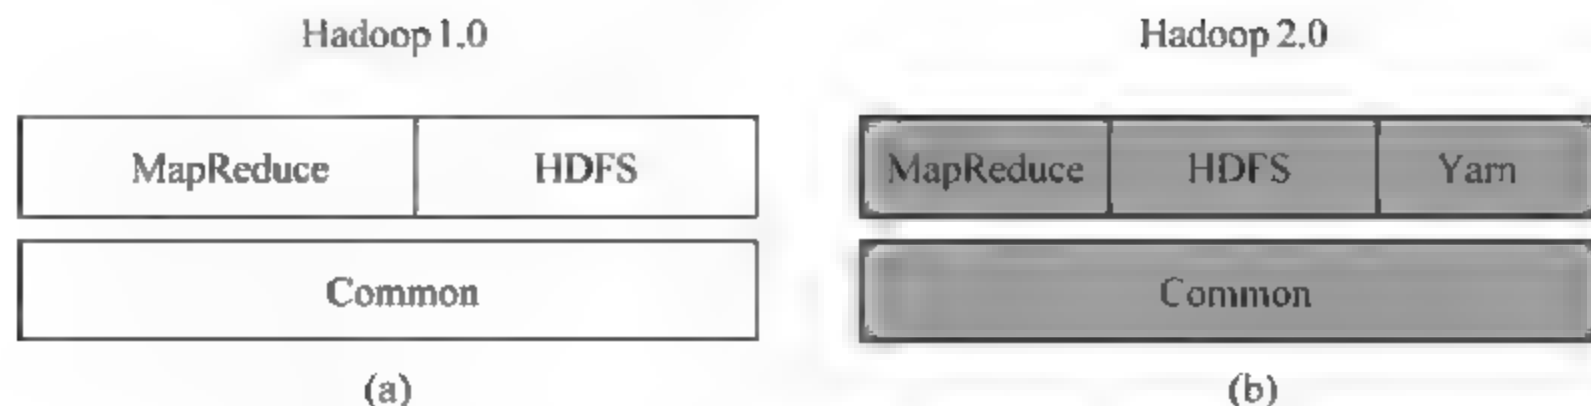 Hadoop 1.0
MapReduce
HDFS
Common
(a)
Hadoop 2.0
MapReduce
HDFS
Yarn
Common
(b)